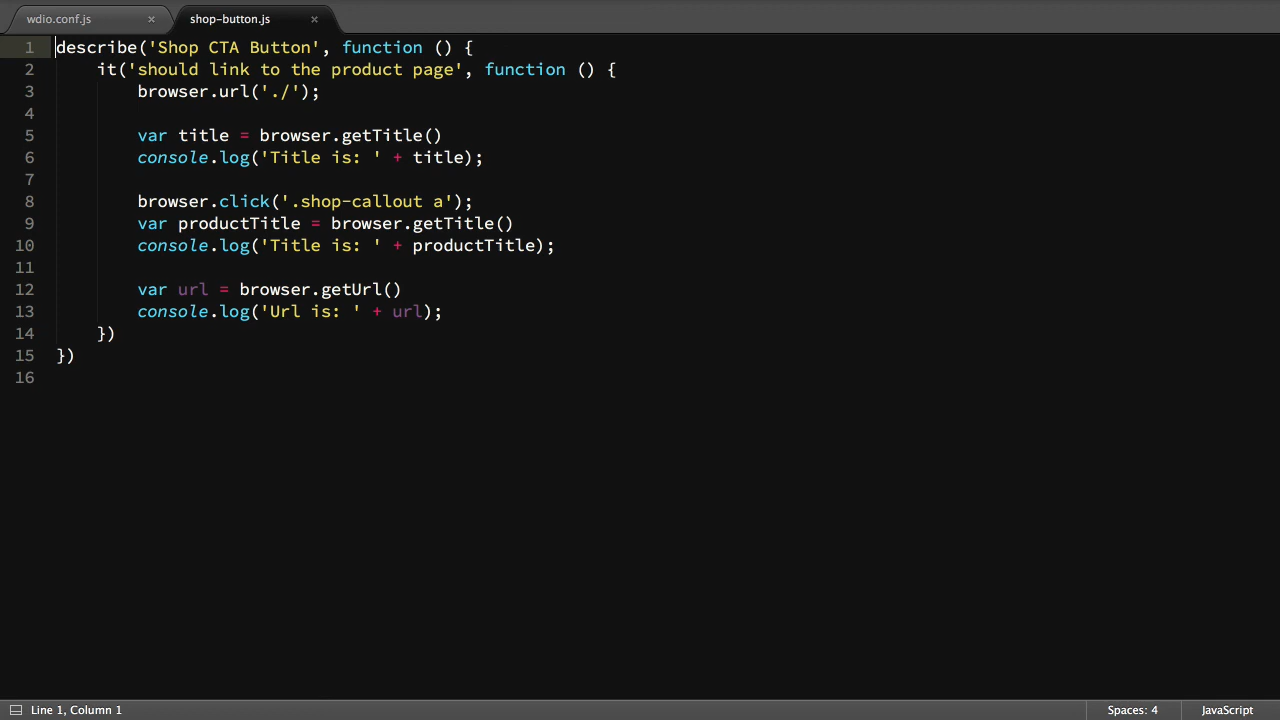 wdio.conf.js × shop-button.js ×
1 describe('Shop CTA Button', function () {
2     it('should link to the product page', function () {
3         browser.url('./');
4
5         var title = browser.getTitle()
6         console.log('Title is: ' + title);
7
8         browser.click('.shop-callout a');
9         var productTitle = browser.getTitle()
10         console.log('Title is: ' + productTitle);
11
12         var url = browser.getUrl()
13         console.log('Url is: ' + url);
14     })
15 })
16
Line 1, Column 1 Spaces: 4 JavaScript